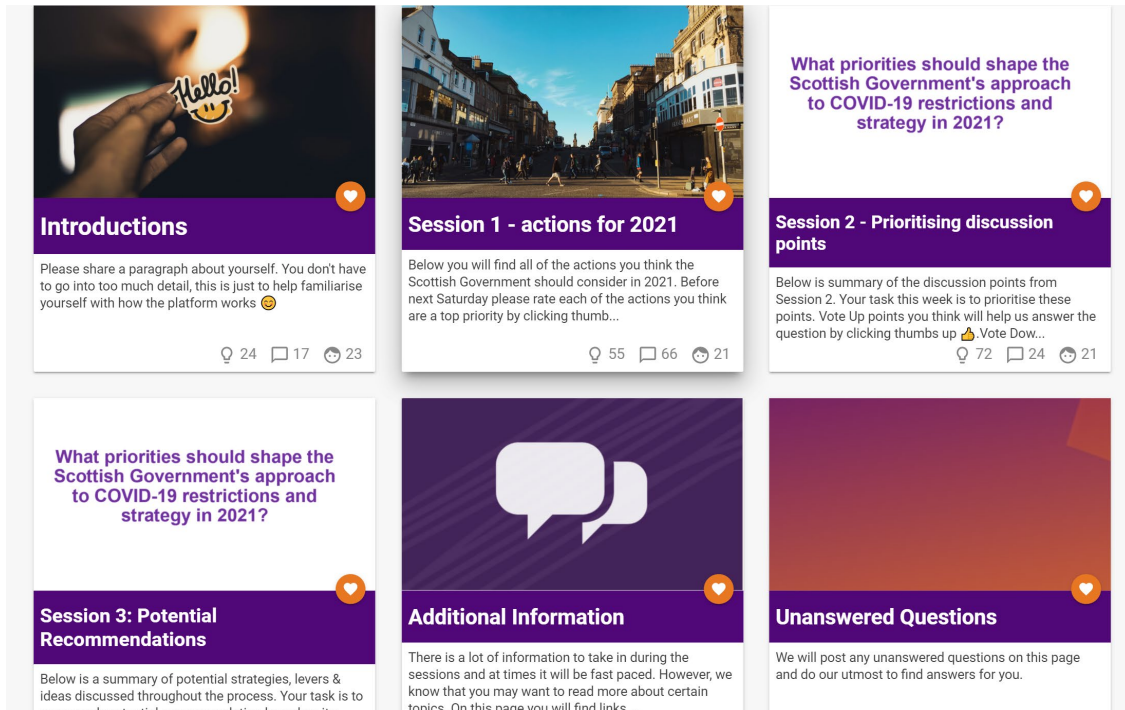 Hello!
Introductions
Please share a paragraph about yourself. You don't have
to go into too much detail, this is just to help familiarise
yourself with how the platform works 😊
24 17 23
Session 1 - actions for 2021
Below you will find all of the actions you think the
Scottish Government should consider in 2021. Before
next Saturday please rate each of the actions you think
are a top priority by clicking thumb...
55 66 21
What priorities should shape the
Scottish Government's approach
to COVID-19 restrictions and
strategy in 2021?
Session 2 - Prioritising discussion
points
Below is summary of the discussion points from
Session 2. Your task this week is to prioritise these
points. Vote Up points you think will help us answer the
question by clicking thumbs up 👍.Vote Dow...
72 24 21
What priorities should shape the
Scottish Government's approach
to COVID-19 restrictions and
strategy in 2021?
Session 3: Potential
Recommendations
Below is a summary of potential strategies, levers &
ideas discussed throughout the process. Your task is to
Additional Information
There is a lot of information to take in during the
sessions and at times it will be fast paced. However, we
know that you may want to read more about certain
topics. On this page you will find links...
Unanswered Questions
We will post any unanswered questions on this page
and do our utmost to find answers for you.